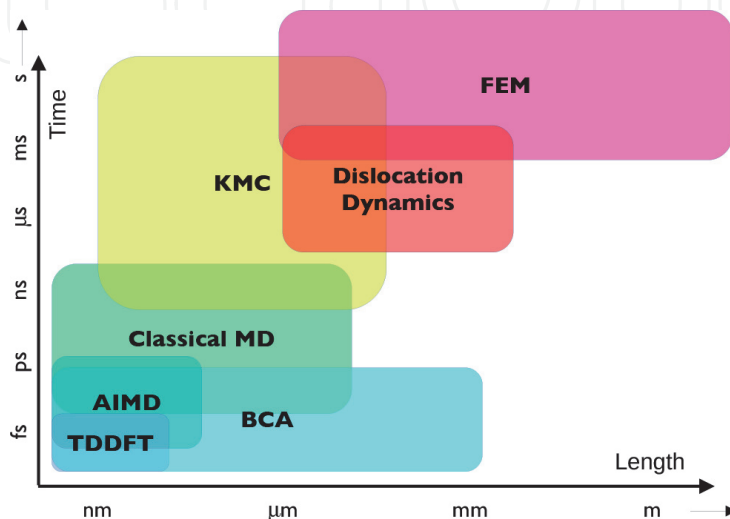 s
ms
μs
ns
ps
fs
Time
FEM
KMC
Dislocation
Dynamics
Classical MD
AIMD
BCA
TDDFT
Length
nm
μm
mm
m